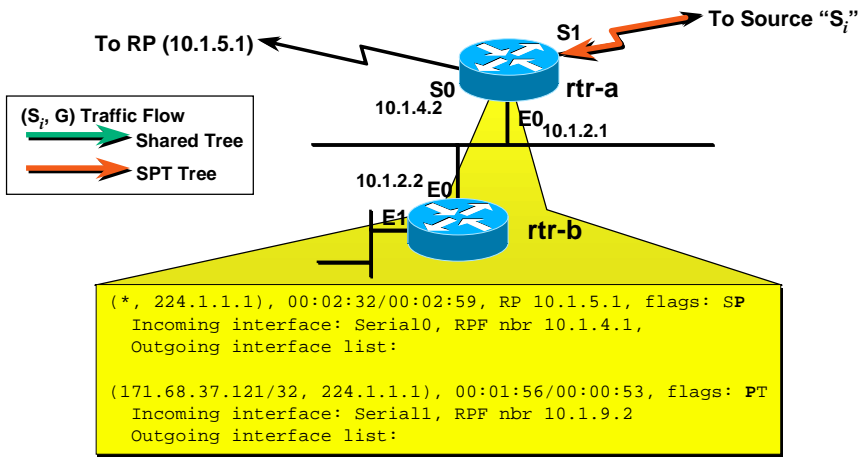 To Source “Si”
To RP (10.1.5.1)
S1
S0
rtr-a
10.1.4.2
E0
10.1.2.1
(Si, G) Traffic Flow
Shared Tree
SPT Tree
10.1.2.2
E0
E1
rtr-b
(*, 224.1.1.1), 00:02:32/00:02:59, RP 10.1.5.1, flags: SP
Incoming interface: Serial0, RPF nbr 10.1.4.1,
Outgoing interface list:
(171.68.37.121/32, 224.1.1.1), 00:01:56/00:00:53, flags: PT
Incoming interface: Serial1, RPF nbr 10.1.9.2
Outgoing interface list: